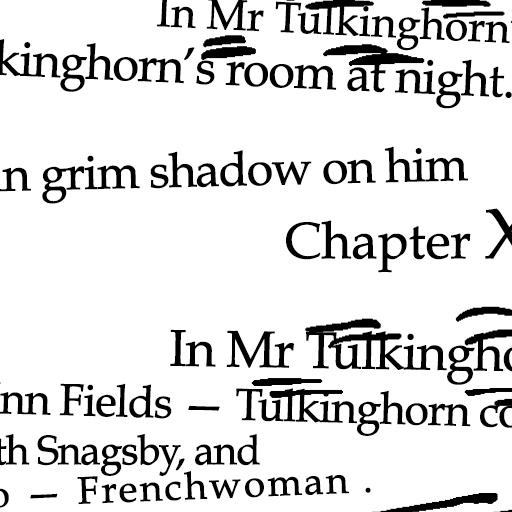 In Mr Tulkinghorn
kinghorn's room at night.
in grim shadow on him
Chapter X
In Mr Tulkingho
nn Fields — Tulkinghorn co
th Snagsby, and
o — Frenchwoman .